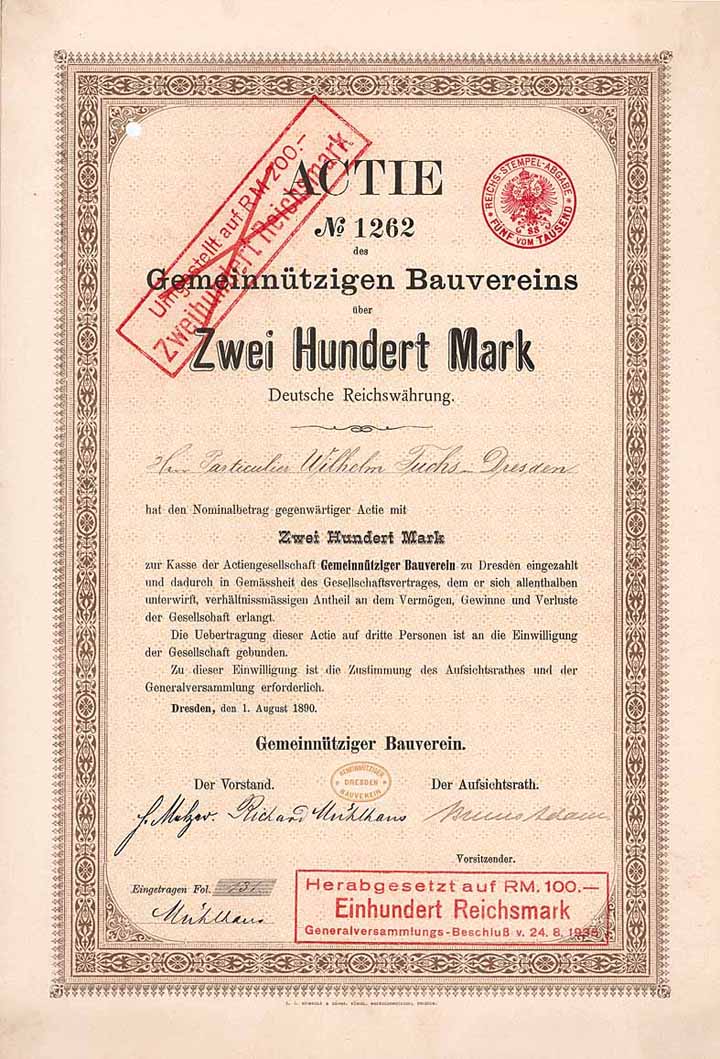 ACTIE
№ 1262
des
Gemeinnützigen Bauvereins
über
Zwei Hundert Mark
Deutsche Reichswährung.
Umgestellt auf RM 200.-
Zweihundert Reichsmark
REICHS-STEMPEL-ABGABE
FÜNF VOM TAUSEND
Particulier Wilhelm Fuchs Dresden
hat den Nominalbetrag gegenwärtiger Actie mit
Zwei Hundert Mark
zur Kasse der Actiengesellschaft Gemeinnütziger Bauverein zu Dresden eingezahlt
und dadurch in Gemässheit des Gesellschaftsvertrages, dem er sich allenthalben
unterwirft, verhältnissmässigen Antheil an dem Vermögen, Gewinne und Verluste
der Gesellschaft erlangt.
Die Uebertragung dieser Actie auf dritte Personen ist an die Einwilligung
der Gesellschaft gebunden.
Zu dieser Einwilligung ist die Zustimmung des Aufsichtsrathes und der
Generalversammlung erforderlich.
Dresden, den 1. August 1890.
Gemeinnütziger Bauverein.
Der Vorstand.
GEMEINNÜTZIGER
DRESDEN
BAUVEREIN
Der Aufsichtsrath.
Richard Mühlhaus
Vorsitzender.
Eingetragen Fol. 131
Mühlhaus
Herabgesetzt auf RM. 100.—
Einhundert Reichsmark
Generalversammlungs-Beschluß v. 24. 8.